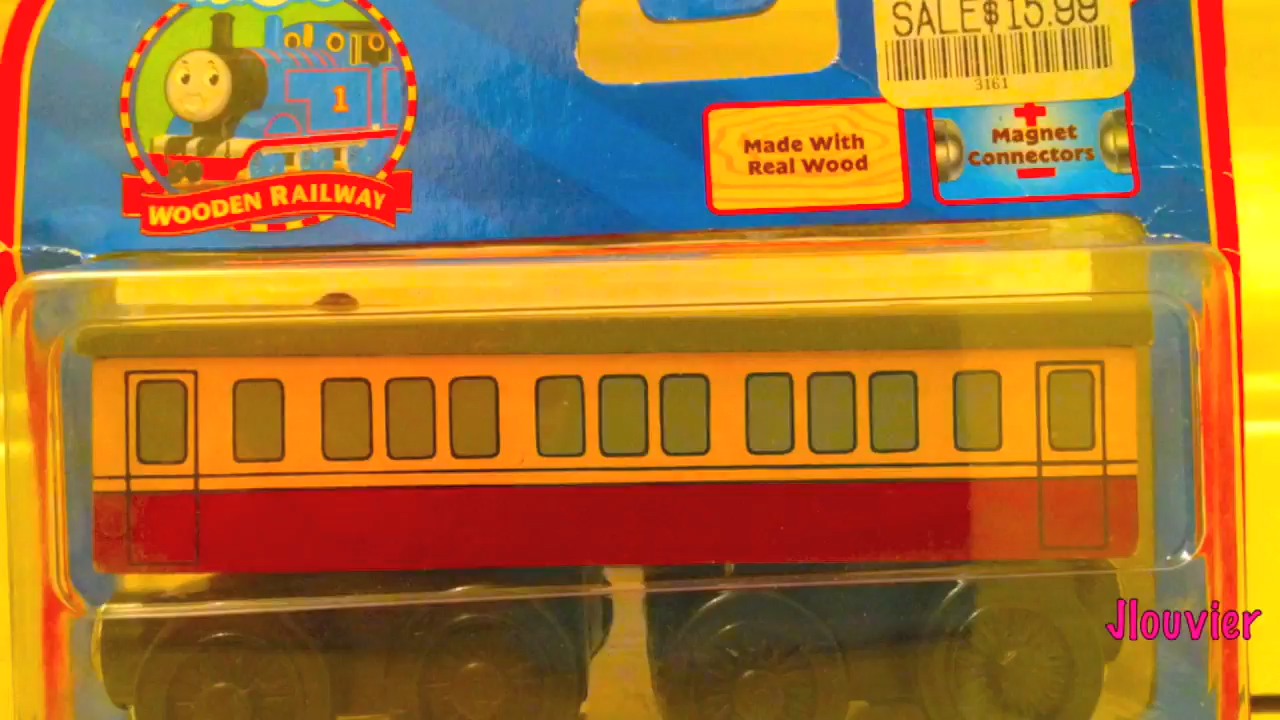 SALE$15.99
3161
1
WOODEN RAILWAY
Made With
Real Wood
Magnet
Connectors
Jlouvier